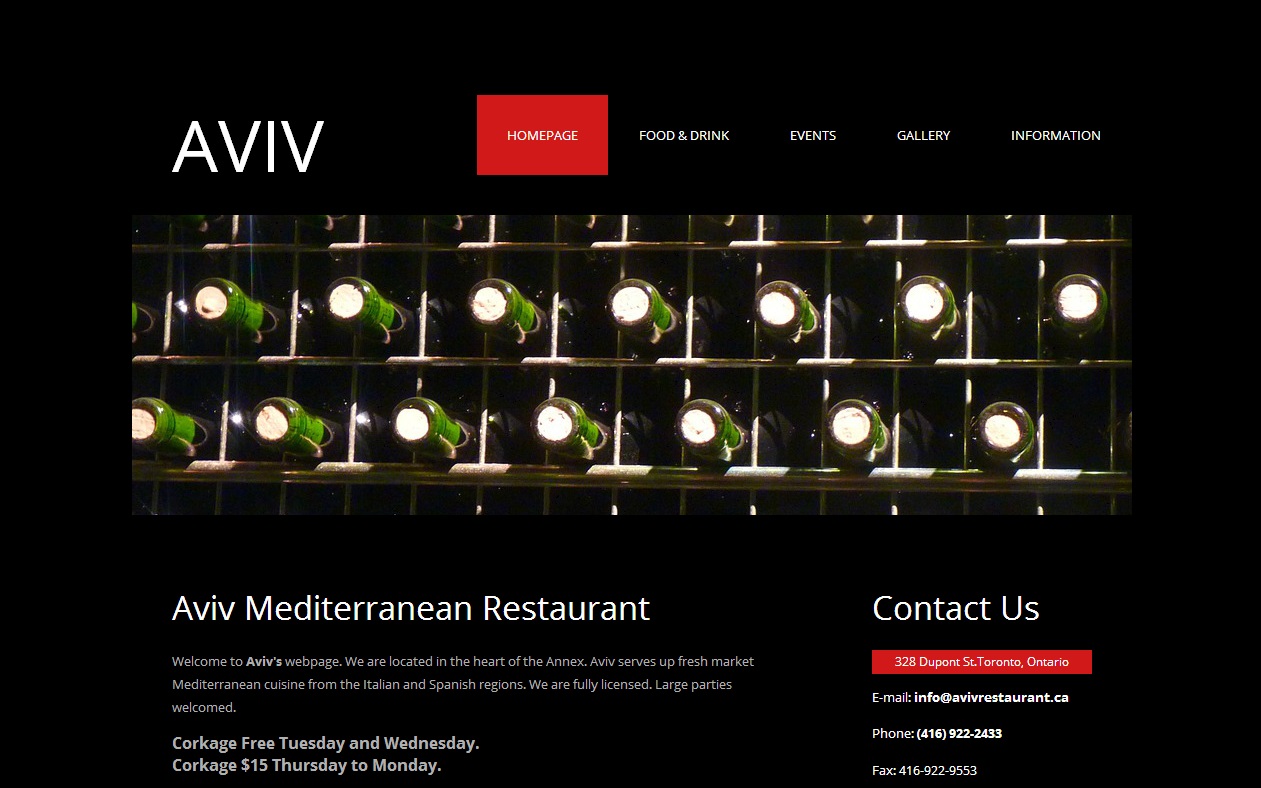 AVIV
HOMEPAGE
FOOD & DRINK
EVENTS
GALLERY
INFORMATION
Aviv Mediterranean Restaurant
Welcome to Aviv's webpage. We are located in the heart of the Annex. Aviv serves up fresh market
Mediterranean cuisine from the Italian and Spanish regions. We are fully licensed. Large parties
welcomed.
Corkage Free Tuesday and Wednesday.
Corkage $15 Thursday to Monday.
Contact Us
328 Dupont St.Toronto, Ontario
E-mail: info@avivrestaurant.ca
Phone: (416) 922-2433
Fax: 416-922-9553